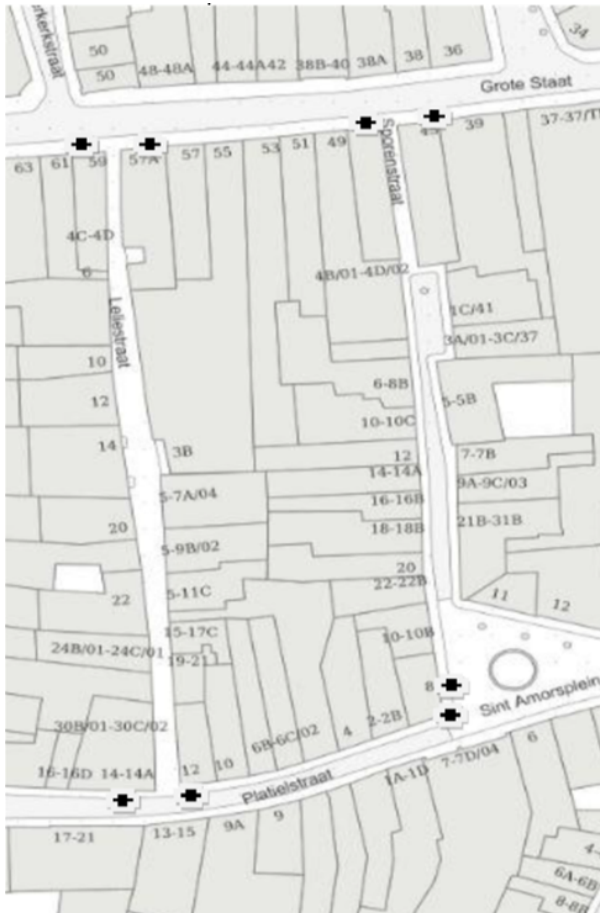 34
50
36
38
38A
38B-40
44-44A
42
48-48A
50
Grote Staat
39
49
51
53
55
57
57A
59
61
63
Sporenstraat
4C-4D
6
4B/01-4D/02
1C/41
3A/01-3C/37
Leliestraat
10
12
6-8B
5-5B
10-10C
14
3B
12
7-7B
14-14A
9A-9C/03
5-7A/04
16-16B
20
18-18B
21B-31B
5-9B/02
20
22-22B
22
5-11C
11
12
24B/01-24C/01
15-17C
19-21
10-10B
8
Sint Amorsplein
30B/01-30C/02
16-16D
14-14A
12
10
6B-6C/02
4
2-2B
7-7D/04
6
Platielstraat
1A-1D
17-21
13-15
9A
9
6A-6B
8-8B